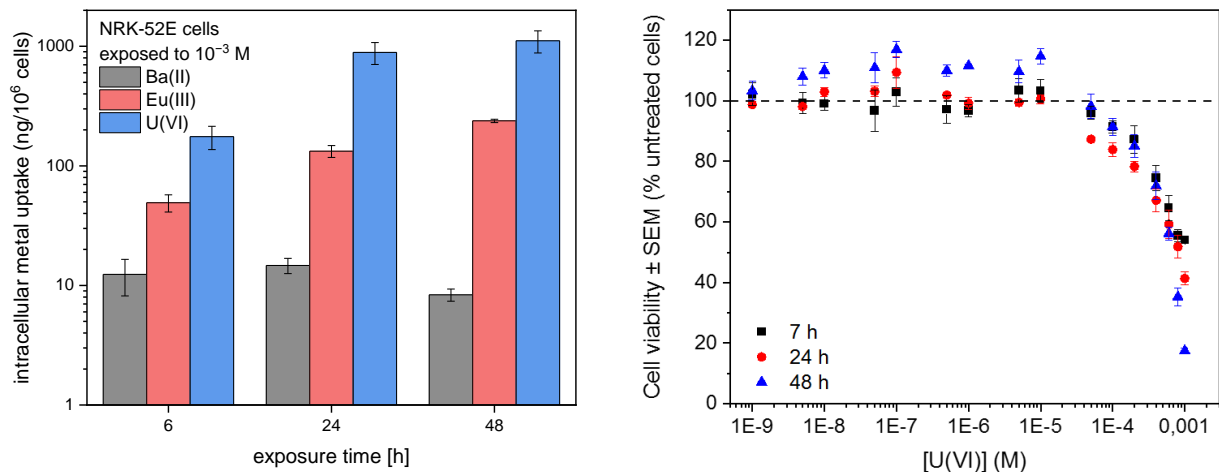 NRK-52E cells
exposed to 10⁻³ M
Ba(II)
Eu(III)
U(VI)
intracellular metal uptake (ng/10⁶ cells)
1000
100
10
1
6
24
48
exposure time [h]
Cell viability ± SEM (% untreated cells)
120
100
80
60
40
20
0
7 h
24 h
48 h
1E-9
1E-8
1E-7
1E-6
1E-5
1E-4
0,001
[U(VI)] (M)